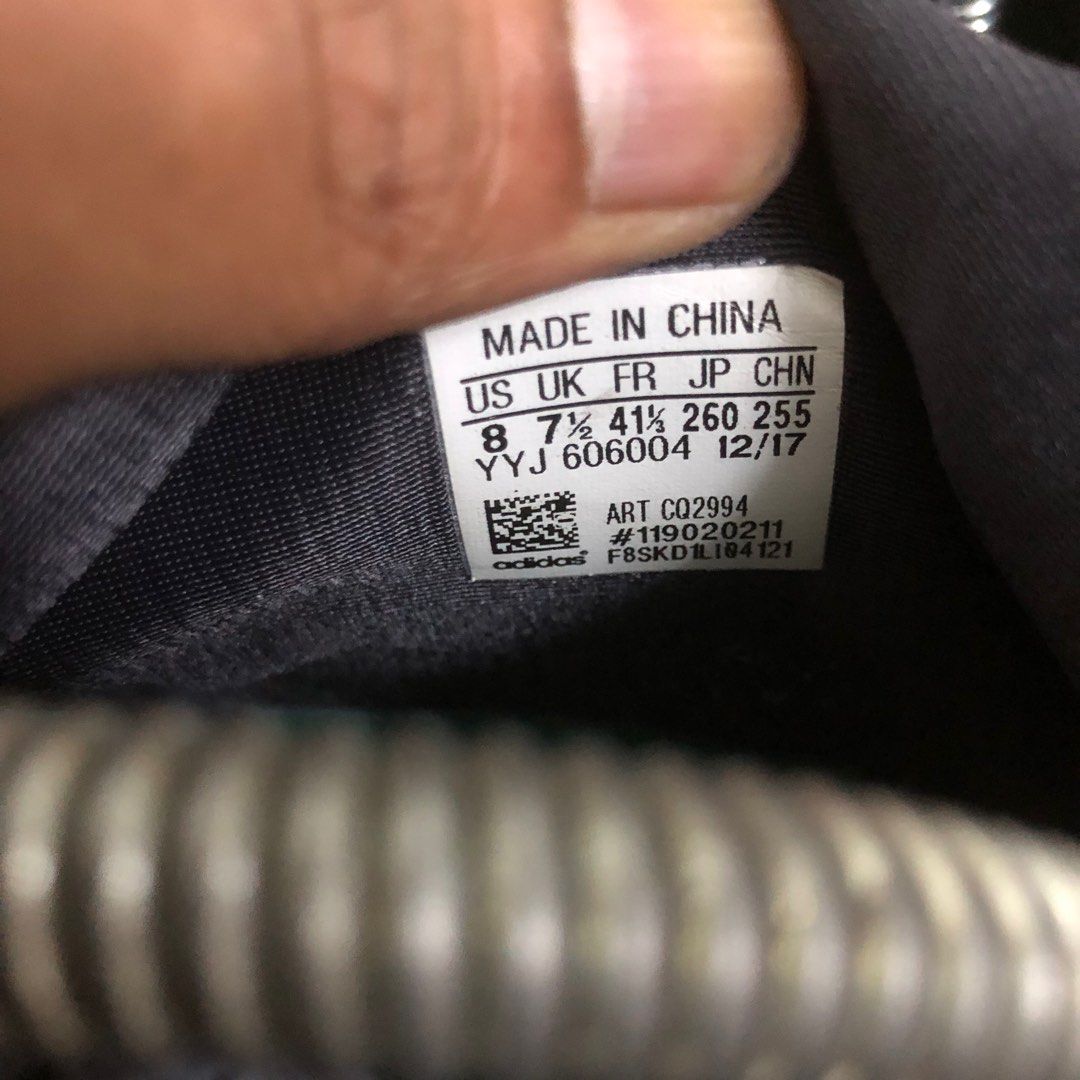 MADE IN CHINA
US UK FR JP CHN
8 7½ 41⅓ 260 255
YYJ 606004 12/17
ART CQ2994
#119020211
F8SKD1LI04121
adidas